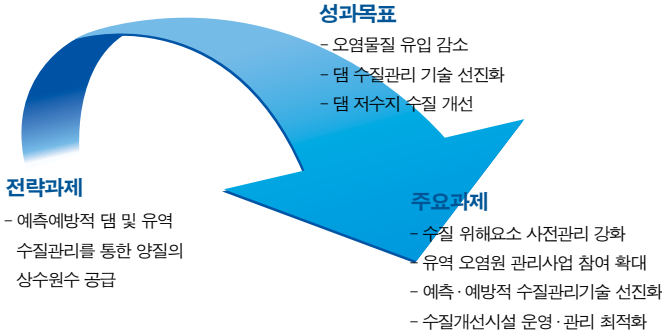 성과목표
– 오염물질 유입 감소
– 댐 수질관리 기술 선진화
– 댐 저수지 수질 개선
전략과제
– 예측예방적 댐 및 유역
수질관리를 통한 양질의
상수원수 공급
주요과제
– 수질 위해요소 사전관리 강화
– 유역 오염원 관리사업 참여 확대
– 예측·예방적 수질관리기술 선진화
– 수질개선시설 운영·관리 최적화